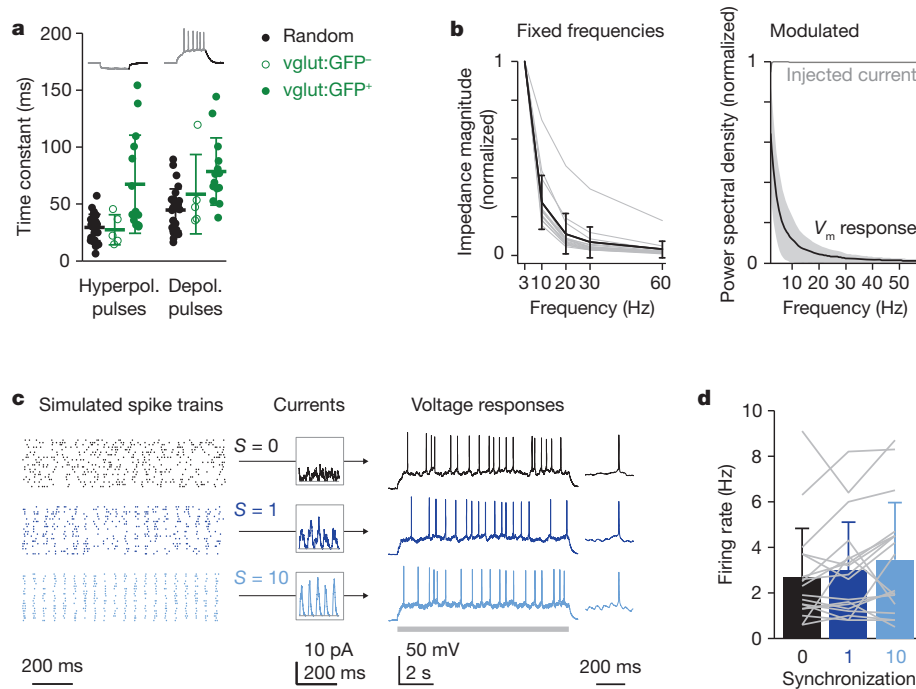 a
200
150
100
50
0
Time constant (ms)
Random
vglut:GFP⁻
vglut:GFP⁺
Hyperpol. pulses
Depol. pulses
b
Fixed frequencies
1
0
Impedance magnitude
(normalized)
3 10 20 30 60
Frequency (Hz)
Modulated
1
0
Power spectral density (normalized)
Injected current
Vm response
10 20 30 40 50
Frequency (Hz)
c
Simulated spike trains
Currents
Voltage responses
S = 0
S = 1
S = 10
200 ms
10 pA
200 ms
50 mV
2 s
200 ms
d
10
8
6
4
2
0
Firing rate (Hz)
0 1 10
Synchronization